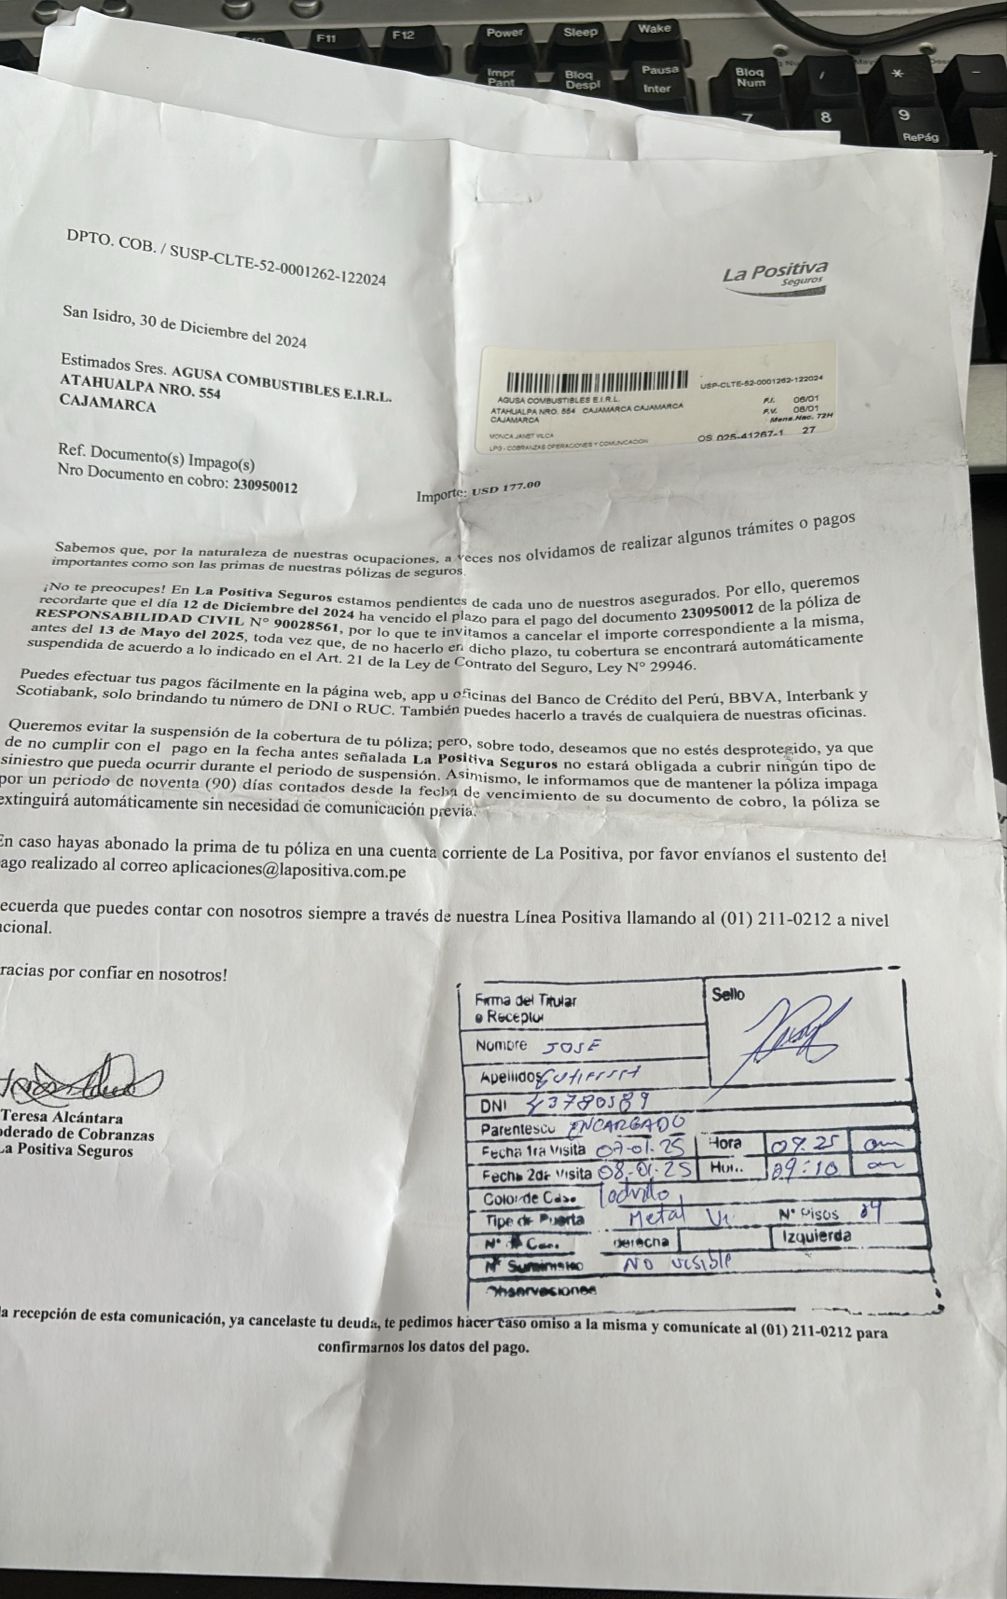 F11
F12
Power
Sleep
Wake
Impr
Pant
Bloq
Despl
Pausa
Inter
Bloq
Num
/
*
-
7
8
9
RePág
DPTO. COB. / SUSP-CLTE-52-0001262-122024
La Positiva
Seguros
San Isidro, 30 de Diciembre del 2024
Estimados Sres. AGUSA COMBUSTIBLES E.I.R.L.
ATAHUALPA NRO. 554
CAJAMARCA
USP-CLTE-52-0001262-122024
AGUSA COMBUSTIBLES E.I.R.L.
ATAHUALPA NRO. 554 CAJAMARCA CAJAMARCA
CAJAMARCA
F.I. 06/01
F.V. 08/01
Mens.Nac. 72H
MONICA JANET VILCA
LPG - COBRANZAS OPERACIONES Y COMUNICACION
OS 025-41267-1 27
Ref. Documento(s) Impago(s)
Nro Documento en cobro: 230950012
Importe: USD 177.00
Sabemos que, por la naturaleza de nuestras ocupaciones, a veces nos olvidamos de realizar algunos trámites o pagos
importantes como son las primas de nuestras pólizas de seguros.
¡No te preocupes! En La Positiva Seguros estamos pendientes de cada uno de nuestros asegurados. Por ello, queremos
recordarte que el día 12 de Diciembre del 2024 ha vencido el plazo para el pago del documento 230950012 de la póliza de
RESPONSABILIDAD CIVIL N° 90028561, por lo que te invitamos a cancelar el importe correspondiente a la misma,
antes del 13 de Mayo del 2025, toda vez que, de no hacerlo en dicho plazo, tu cobertura se encontrará automáticamente
suspendida de acuerdo a lo indicado en el Art. 21 de la Ley de Contrato del Seguro, Ley N° 29946.
Puedes efectuar tus pagos fácilmente en la página web, app u oficinas del Banco de Crédito del Perú, BBVA, Interbank y
Scotiabank, solo brindando tu número de DNI o RUC. También puedes hacerlo a través de cualquiera de nuestras oficinas.
Queremos evitar la suspensión de la cobertura de tu póliza; pero, sobre todo, deseamos que no estés desprotegido, ya que
de no cumplir con el pago en la fecha antes señalada La Positiva Seguros no estará obligada a cubrir ningún tipo de
siniestro que pueda ocurrir durante el periodo de suspensión. Asimismo, le informamos que de mantener la póliza impaga
por un periodo de noventa (90) días contados desde la fecha de vencimiento de su documento de cobro, la póliza se
extinguirá automáticamente sin necesidad de comunicación previa.
En caso hayas abonado la prima de tu póliza en una cuenta corriente de La Positiva, por favor envíanos el sustento del
ago realizado al correo aplicaciones@lapositiva.com.pe
ecuerda que puedes contar con nosotros siempre a través de nuestra Línea Positiva llamando al (01) 211-0212 a nivel
acional.
racias por confiar en nosotros!
Teresa Alcántara
oderado de Cobranzas
La Positiva Seguros
Firma del Titular
o Receptor
Sello
Nombre JOSE
Apellidos
DNI 43780589
Parentesco ENCARGADO
Fecha 1ra Visita 07-01-25 Hora 09.25 am
Fecha 2da Visita 08-01-25 Hora 09:10 am
Color de Casa ladrillo
Tipo de Puerta Metal N° Pisos 04
N° Derecha Izquierda
N° Suministro NO visible
Observaciones
la recepción de esta comunicación, ya cancelaste tu deuda, te pedimos hacer caso omiso a la misma y comunícate al (01) 211-0212 para
confirmarnos los datos del pago.